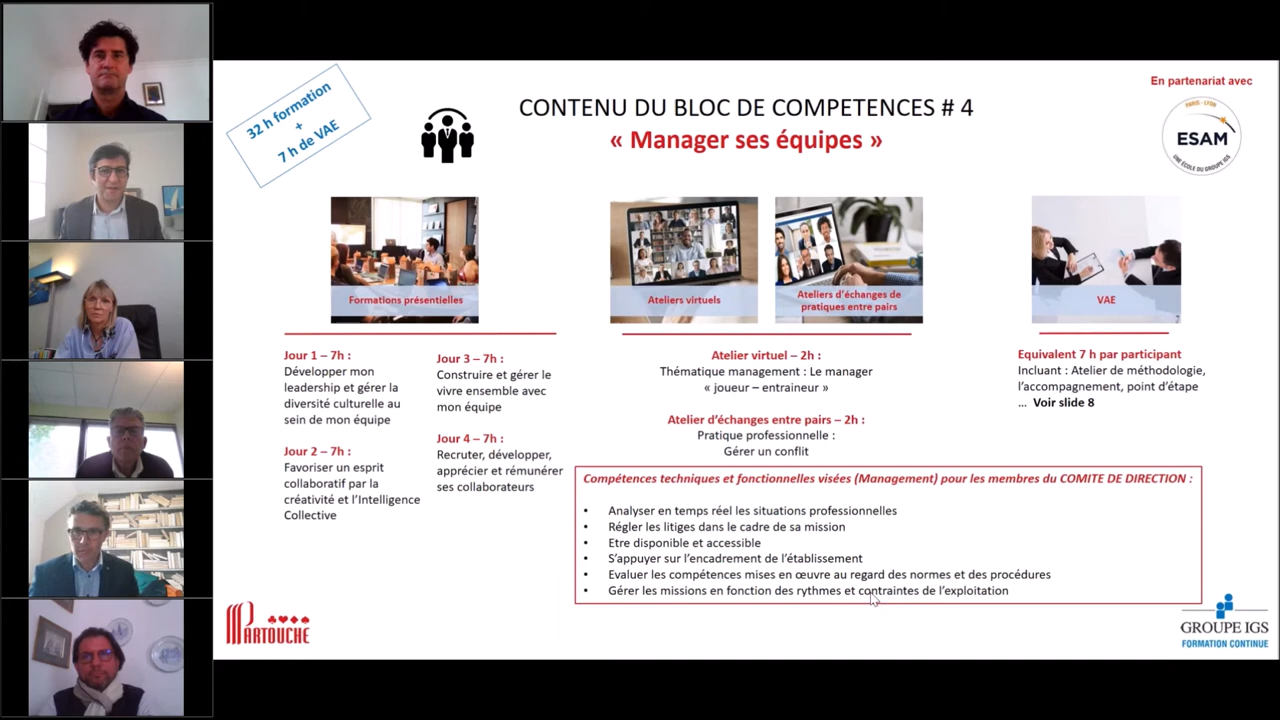 32 h formation
+
7 h de VAE
CONTENU DU BLOC DE COMPETENCES # 4
« Manager ses équipes »
En partenariat avec
PARIS - LYON
ESAM
UNE ÉCOLE DU GROUPE IGS
Formations présentielles
Ateliers virtuels
Ateliers d'échanges de
pratiques entre pairs
VAE
Jour 1 – 7h :
Développer mon
leadership et gérer la
diversité culturelle au
sein de mon équipe
Jour 2 – 7h :
Favoriser un esprit
collaboratif par la
créativité et l'Intelligence
Collective
Jour 3 – 7h :
Construire et gérer le
vivre ensemble avec
mon équipe
Jour 4 – 7h :
Recruter, développer,
apprécier et rémunérer
ses collaborateurs
Atelier virtuel – 2h :
Thématique management : Le manager
« joueur – entraineur »
Atelier d'échanges entre pairs – 2h :
Pratique professionnelle :
Gérer un conflit
Equivalent 7 h par participant
Incluant : Atelier de méthodologie,
l'accompagnement, point d'étape
... Voir slide 8
Compétences techniques et fonctionnelles visées (Management) pour les membres du COMITE DE DIRECTION :
• Analyser en temps réel les situations professionnelles
• Régler les litiges dans le cadre de sa mission
• Etre disponible et accessible
• S'appuyer sur l'encadrement de l'établissement
• Evaluer les compétences mises en œuvre au regard des normes et des procédures
• Gérer les missions en fonction des rythmes et contraintes de l'exploitation
PARTOUCHE
GROUPE IGS
FORMATION CONTINUE